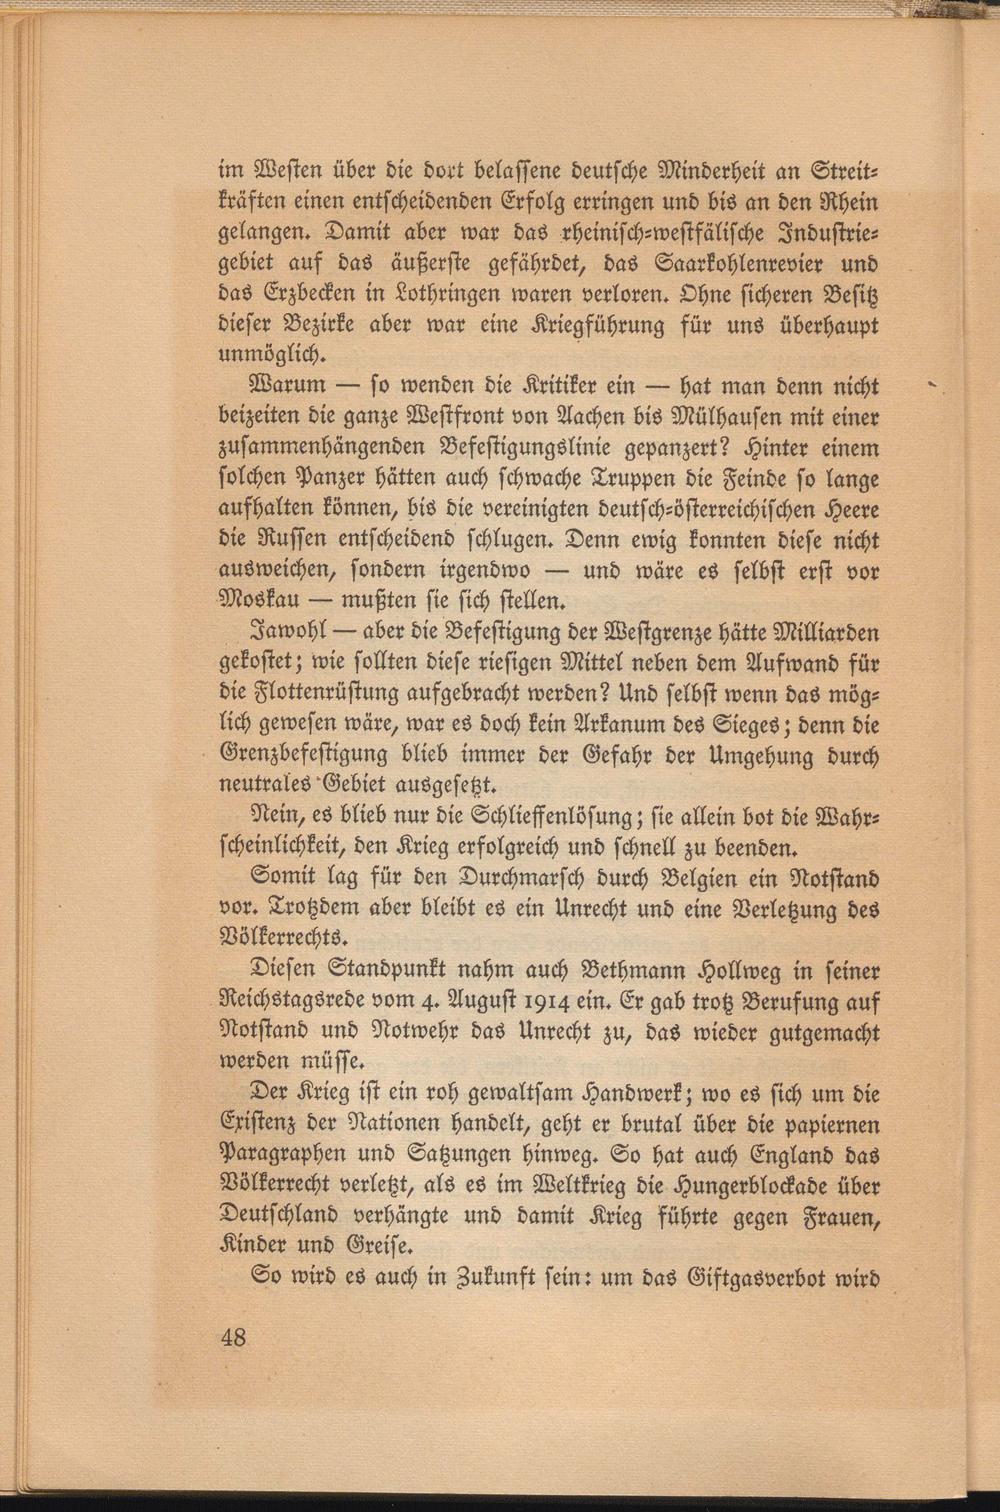 im Westen über die dort belassene deutsche Minderheit an Streit-
kräften einen entscheidenden Erfolg erringen und bis an den Rhein
gelangen. Damit aber war das rheinisch-westfälische Industrie-
gebiet auf das äußerste gefährdet, das Saarkohlenrevier und
das Erzbecken in Lothringen waren verloren. Ohne sicheren Besitz
dieser Bezirke aber war eine Kriegführung für uns überhaupt
unmöglich.
Warum — so wenden die Kritiker ein — hat man denn nicht
beizeiten die ganze Westfront von Aachen bis Mülhausen mit einer
zusammenhängenden Befestigungslinie gepanzert? Hinter einem
solchen Panzer hätten auch schwache Truppen die Feinde so lange
aufhalten können, bis die vereinigten deutsch-österreichischen Heere
die Russen entscheidend schlugen. Denn ewig konnten diese nicht
ausweichen, sondern irgendwo — und wäre es selbst erst vor
Moskau — mußten sie sich stellen.
Jawohl — aber die Befestigung der Westgrenze hätte Milliarden
gekostet; wie sollten diese riesigen Mittel neben dem Aufwand für
die Flottenrüstung aufgebracht werden? Und selbst wenn das mög-
lich gewesen wäre, war es doch kein Arkanum des Sieges; denn die
Grenzbefestigung blieb immer der Gefahr der Umgehung durch
neutrales Gebiet ausgesetzt.
Nein, es blieb nur die Schlieffenlösung; sie allein bot die Wahr-
scheinlichkeit, den Krieg erfolgreich und schnell zu beenden.
Somit lag für den Durchmarsch durch Belgien ein Notstand
vor. Trotzdem aber bleibt es ein Unrecht und eine Verletzung des
Völkerrechts.
Diesen Standpunkt nahm auch Bethmann Hollweg in seiner
Reichstagsrede vom 4. August 1914 ein. Er gab trotz Berufung auf
Notstand und Notwehr das Unrecht zu, das wieder gutgemacht
werden müsse.
Der Krieg ist ein roh gewaltsam Handwerk; wo es sich um die
Existenz der Nationen handelt, geht er brutal über die papiernen
Paragraphen und Satzungen hinweg. So hat auch England das
Völkerrecht verletzt, als es im Weltkrieg die Hungerblockade über
Deutschland verhängte und damit Krieg führte gegen Frauen,
Kinder und Greise.
So wird es auch in Zukunft sein: um das Giftgasverbot wird
48